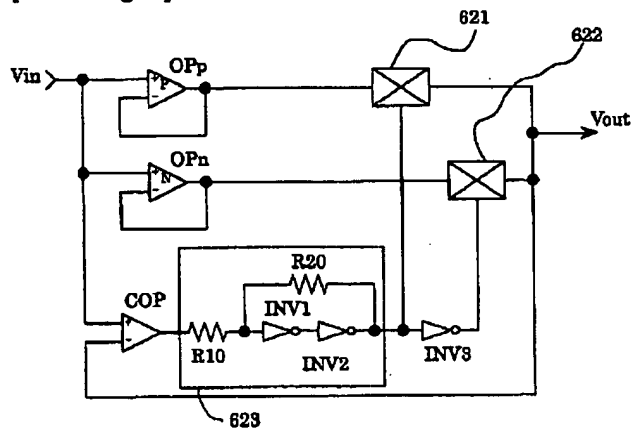 621
622
Vin
OPp
+
P
-
Vout
OPn
+
N
-
R20
COP
INV1
+
-
R10
INV2
INV3
623